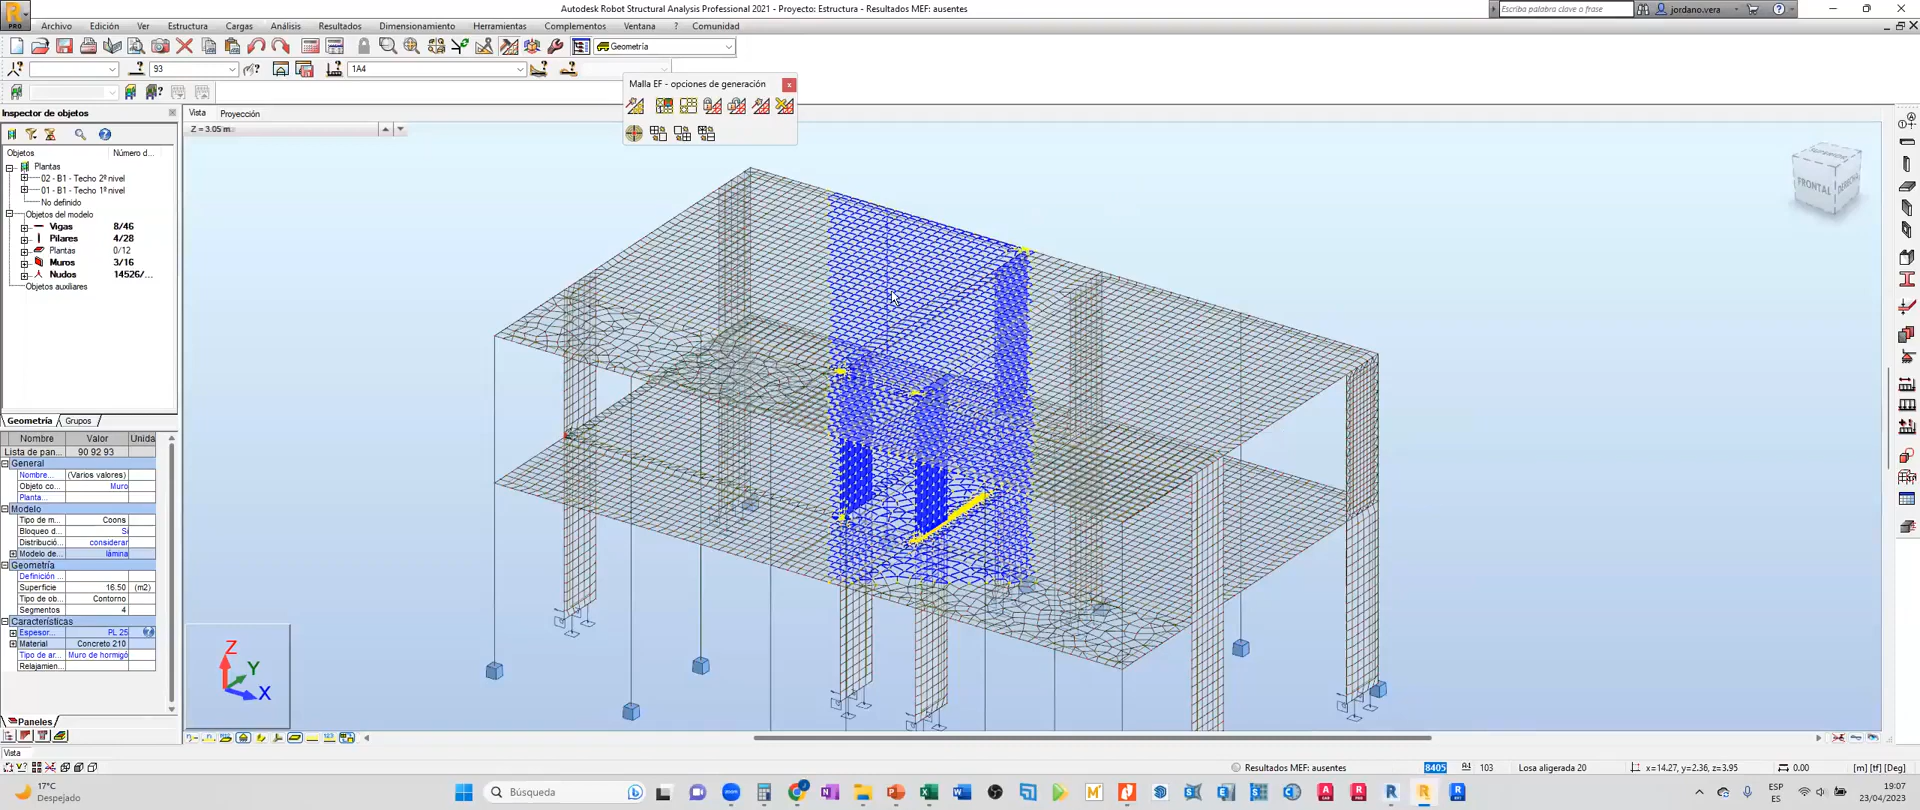 Autodesk Robot Structural Analysis Professional 2021 - Proyecto: Estructura - Resultados MEF: ausentes
Escriba palabra clave o frase
jordano.vera
PRO
Archivo Edición Ver Estructura Cargas Análisis Resultados Dimensionamiento Herramientas Complementos Ventana Comunidad
Geometría
93
1A4
Malla EF - opciones de generación
Inspector de objetos
Vista Proyección
Z = 3.05 m
Objetos Número d...
Plantas
02 - B1 - Techo 2º nivel
01 - B1 - Techo 1º nivel
No definido
Objetos del modelo
Vigas 8/46
Pilares 4/28
Plantas 0/12
Muros 3/16
Nudos 14526/...
Objetos auxiliares
FRONTAL
Geometría Grupos
Nombre Valor Unida
Lista de pan... 90 92 93
General
Nombre... (Varios valores)
Objeto co... Muro
Planta...
Modelo
Tipo de m... Coons
Bloqueo d... Sí
Distribució... considerar
Modelo de... lámina
Geometría
Definición ...
Superficie 16.50 (m2)
Tipo de ob... Contorno
Segmentos 4
Características
Espesor... PL 25
Material Concreto 210
Tipo de ar... Muro de hormigó
Relajamien...
Z
Y
X
Paneles
Vista
Resultados MEF: ausentes 8405 103 Losa aligerada 20 x=14.27, y=2.36, z=3.95 0.00 [m] [tf] [Deg]
17°C
Despejado
Búsqueda
ESP
ES
19:07
23/04/2023